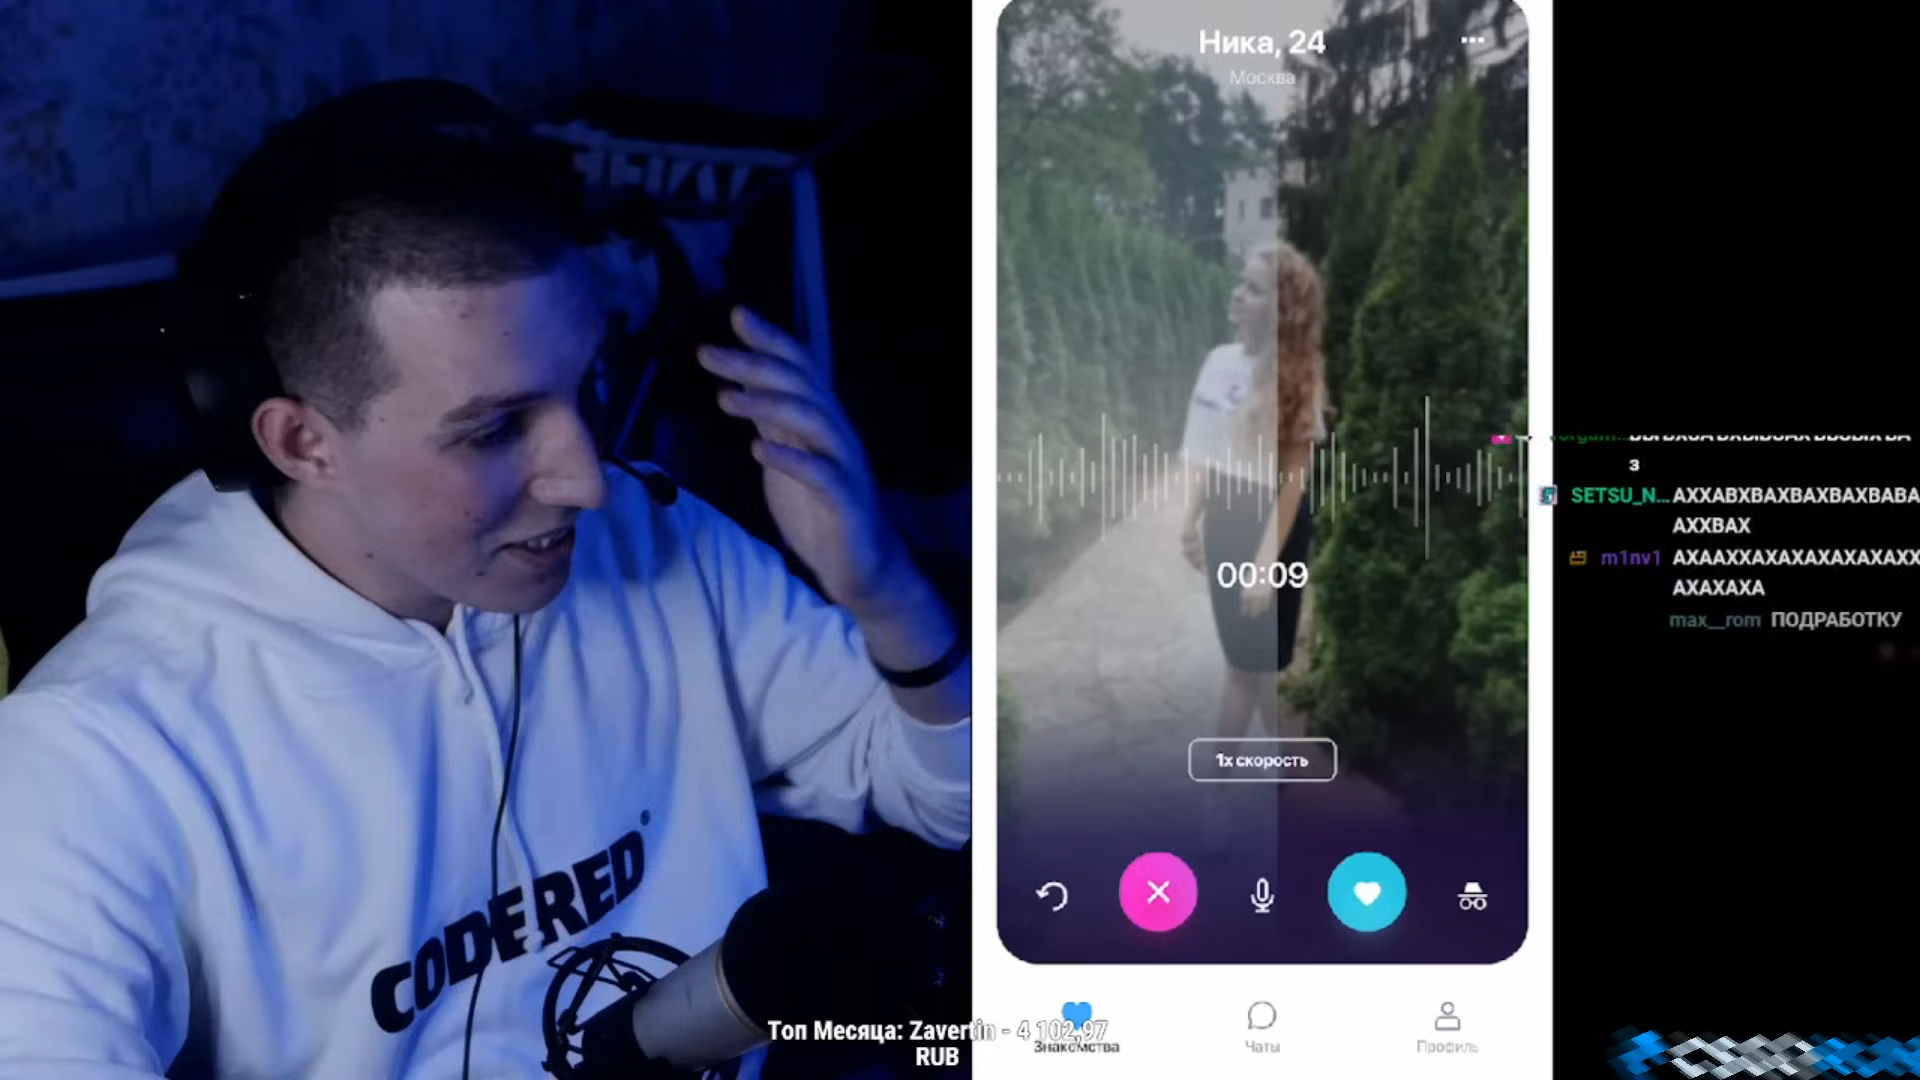 Ника, 24
Москва
з
SETSU_N... АХХАВХВАХВАХВАХВАВА
АХХВАХ
m1nv1 АХААХХАХАХАХАХАХАХХ
АХАХАХА
max__rom ПОДРАБОТКУ
00:09
1x скорость
CODERED
Топ Месяца: Zavertin - 4 102,97
RUB
Знакомства
Чаты
Профиль